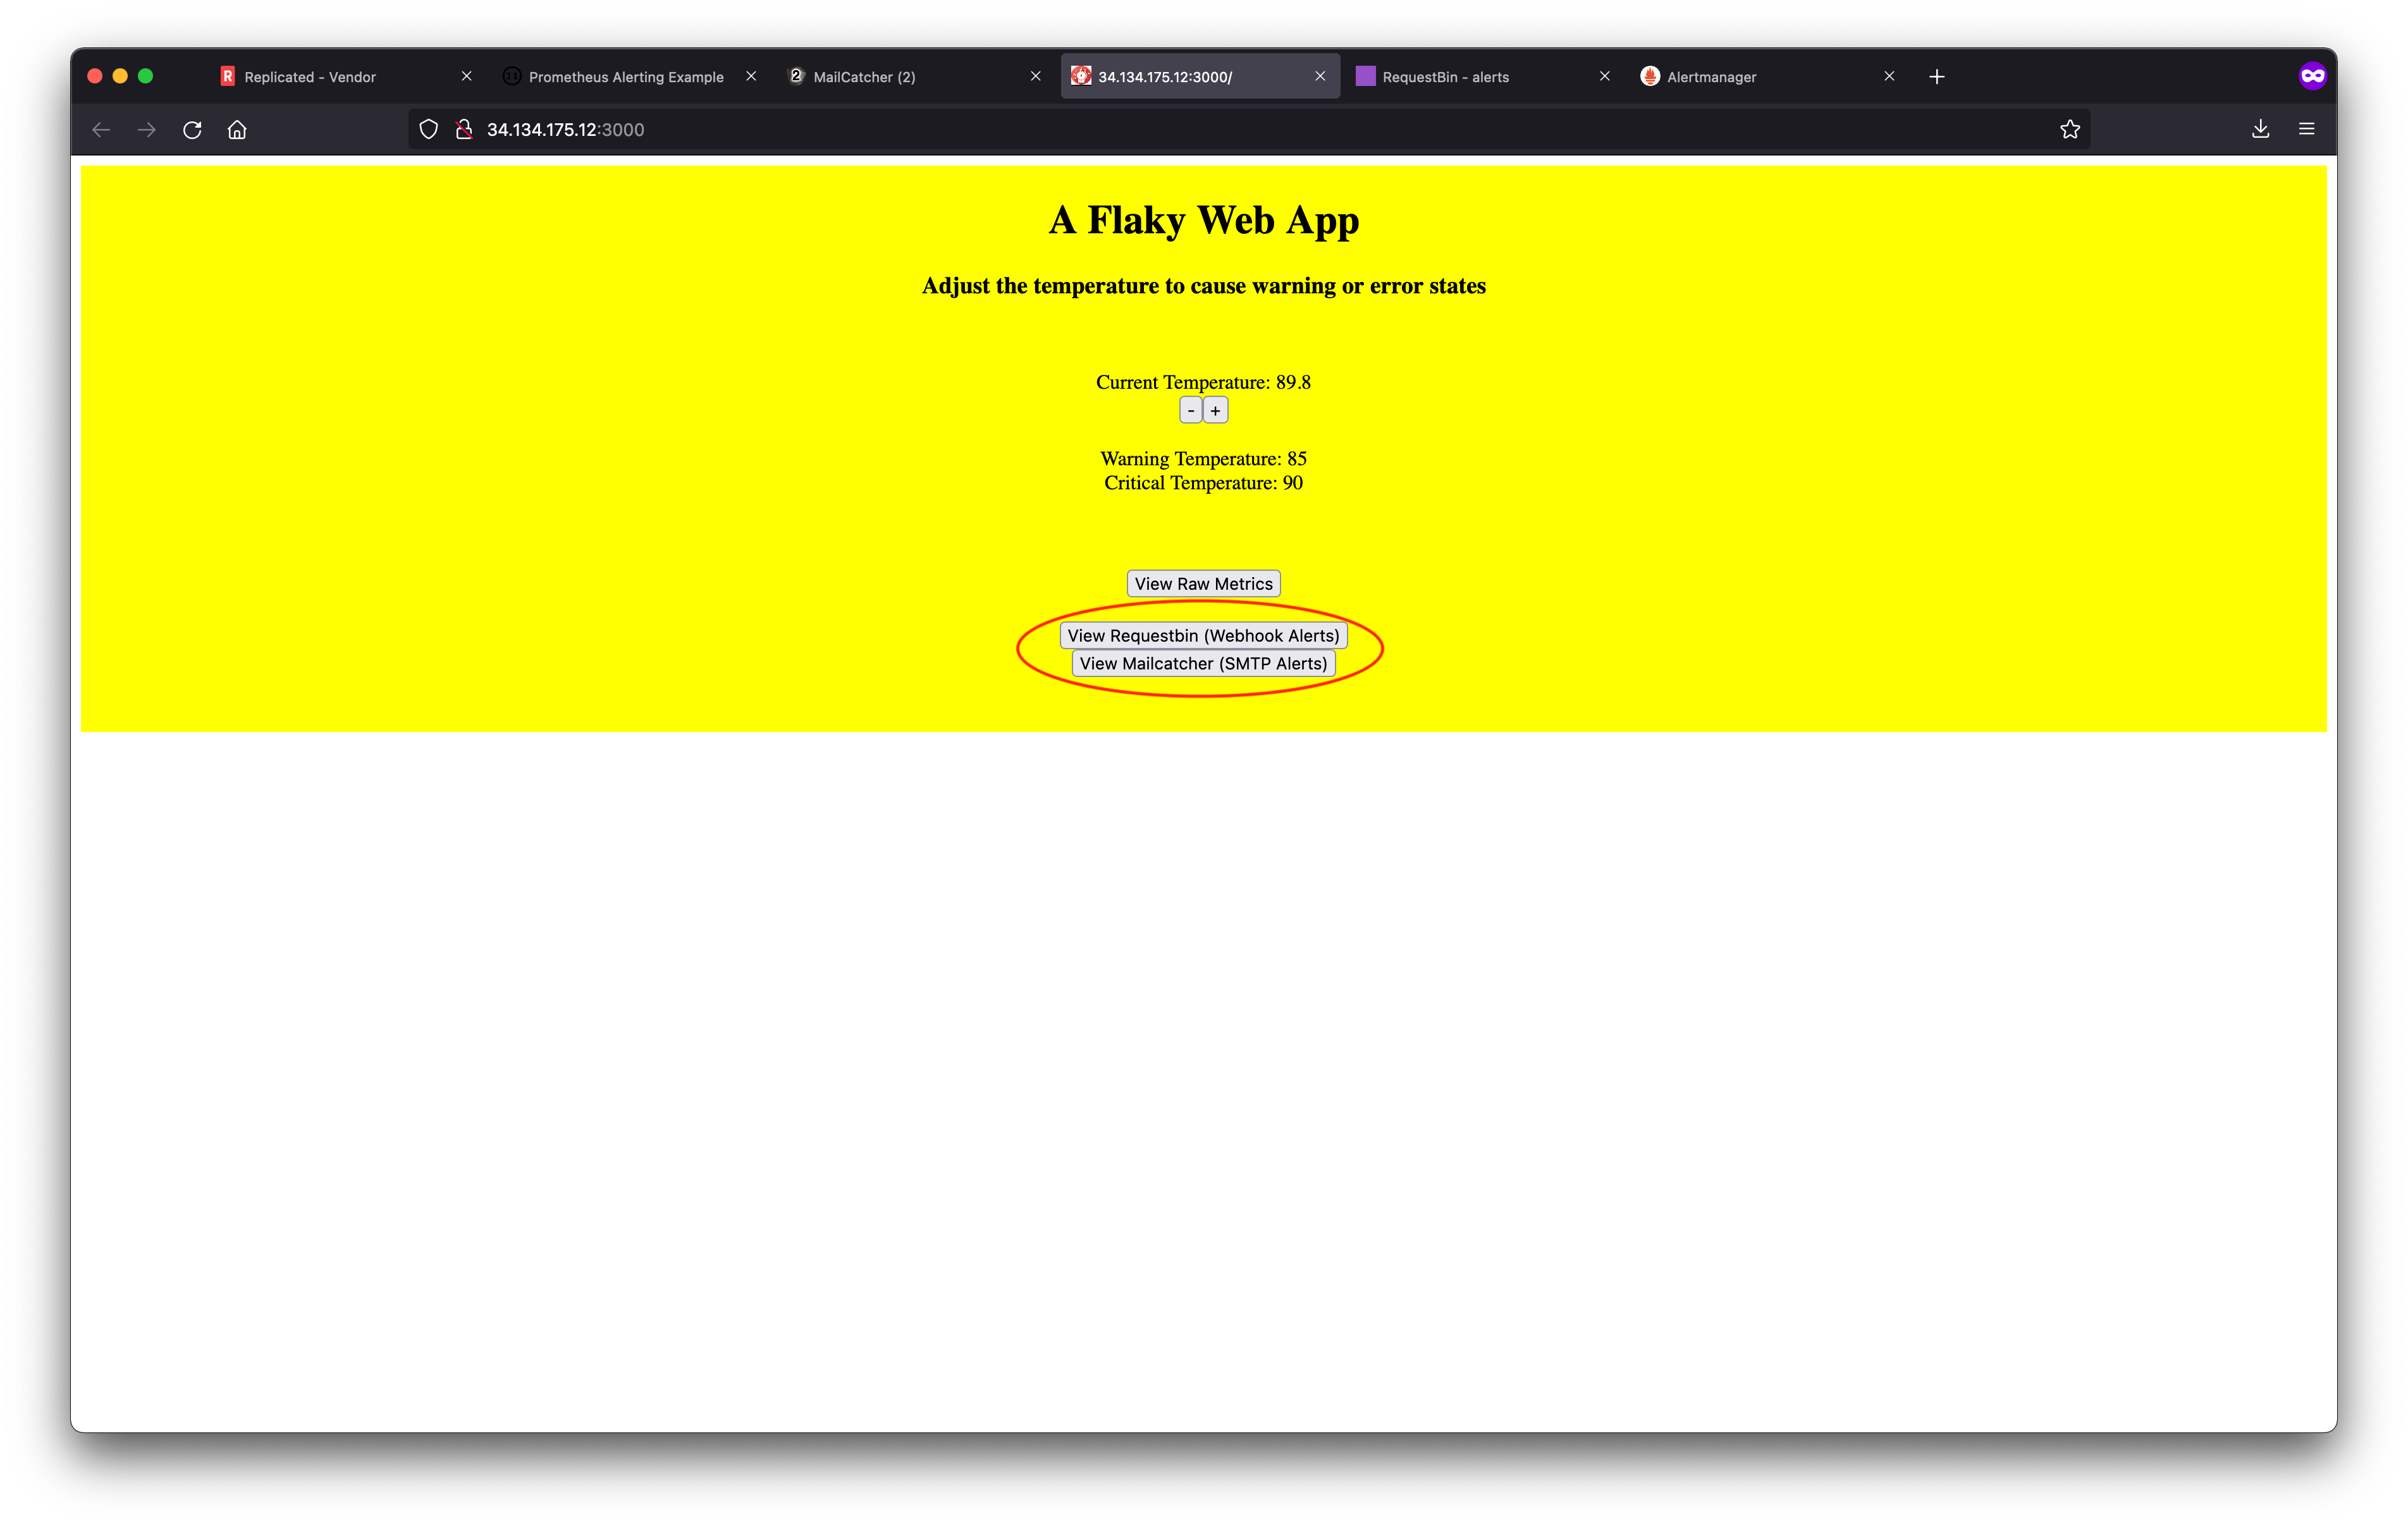 Replicated - Vendor
Prometheus Alerting Example
MailCatcher (2)
34.134.175.12:3000/
RequestBin - alerts
Alertmanager
34.134.175.12:3000
A Flaky Web App
Adjust the temperature to cause warning or error states
Current Temperature: 89.8
- +
Warning Temperature: 85
Critical Temperature: 90
View Raw Metrics
View Requestbin (Webhook Alerts)
View Mailcatcher (SMTP Alerts)